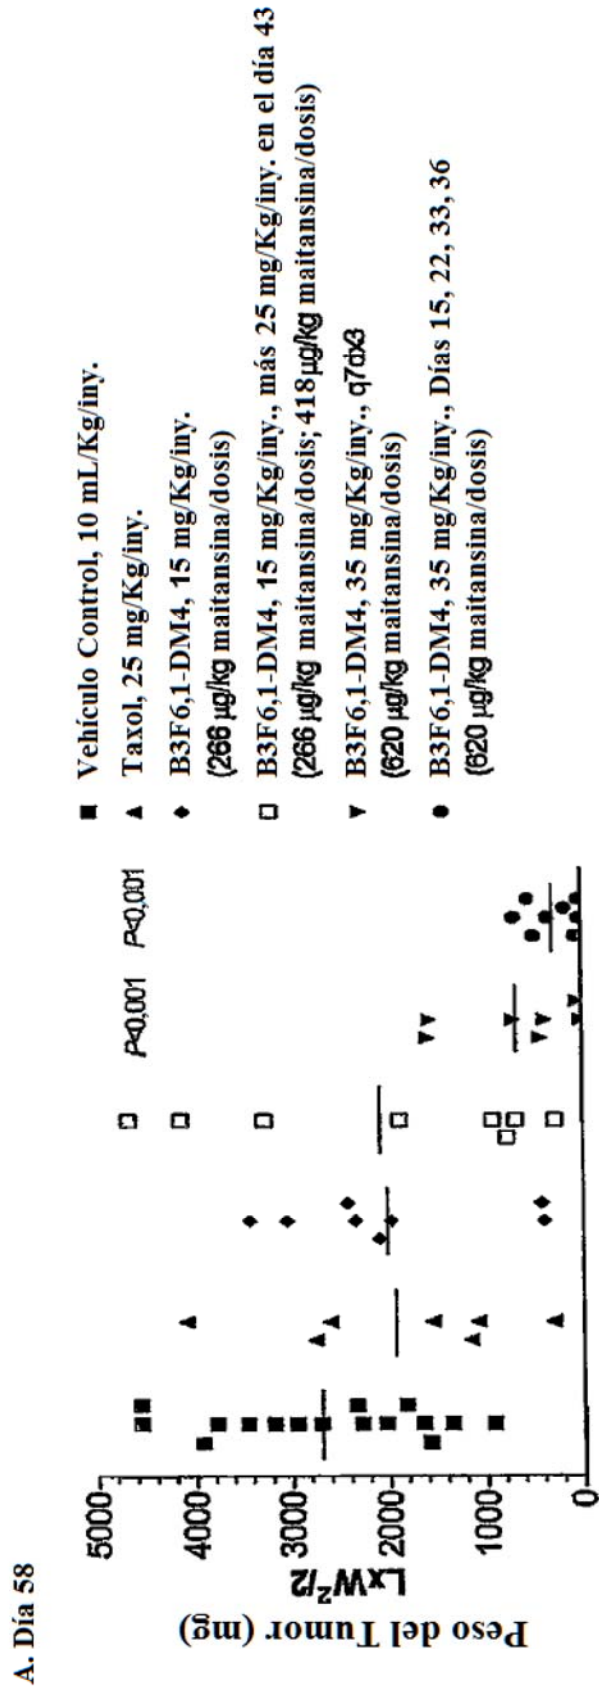 A. Día 58
Peso del Tumor (mg)
LxW²/2
5000
4000
3000
2000
1000
0
P<0,001 P<0,001
Vehículo Control, 10 mL/Kg/iny.
Taxol, 25 mg/Kg/iny.
B3F6,1-DM4, 15 mg/Kg/iny.
(266 µg/kg maitansina/dosis)
B3F6,1-DM4, 15 mg/Kg/iny., más 25 mg/Kg/iny. en el día 43
(266 µg/kg maitansina/dosis; 418µg/kg maitansina/dosis)
B3F6,1-DM4, 35 mg/Kg/iny., q7dx3
(620 µg/kg maitansina/dosis)
B3F6,1-DM4, 35 mg/Kg/iny., Días 15, 22, 33, 36
(620 µg/kg maitansina/dosis)